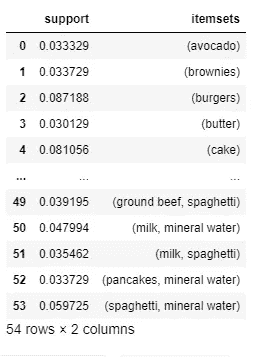 support itemsets
0 0.033329 (avocado)
1 0.033729 (brownies)
2 0.087188 (burgers)
3 0.030129 (butter)
4 0.081056 (cake)
... ... ...
49 0.039195 (ground beef, spaghetti)
50 0.047994 (milk, mineral water)
51 0.035462 (milk, spaghetti)
52 0.033729 (pancakes, mineral water)
53 0.059725 (spaghetti, mineral water)
54 rows × 2 columns